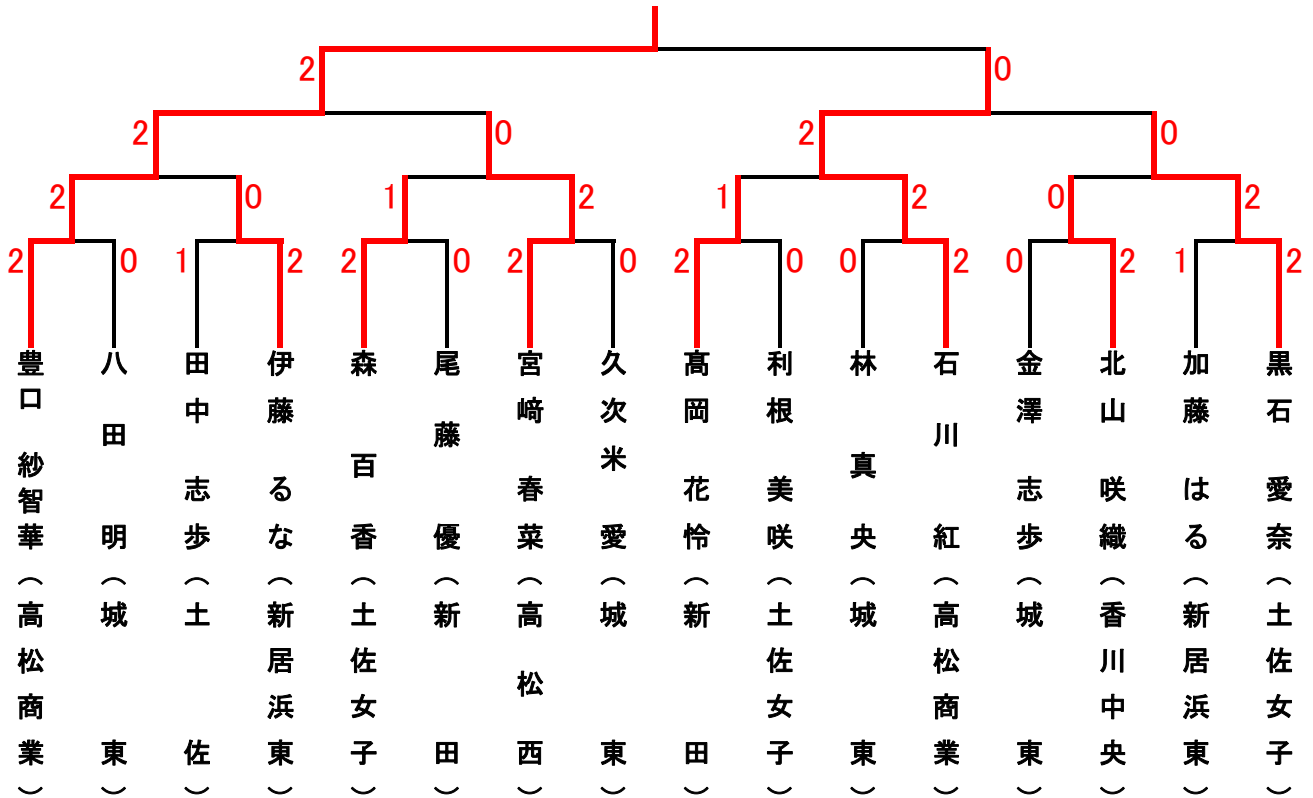 2 0
2 0 2 0
2 0 1 2 1 2 0 2
2 0 1 2 2 0 2 0 2 0 0 2 0 2 1 2
豊口 紗智華（高松商業）
八田 明（城東）
田中 志歩（土佐）
伊藤 るな（新居浜東）
森 百香（土佐女子）
尾藤 優（新田）
宮﨑 春菜（高松西）
久次米 愛（城東）
髙岡 花怜（新田）
利根 美咲（土佐女子）
林 真央（城東）
石川 紅（高松商業）
金澤 志歩（城東）
北山 咲織（香川中央）
加藤 はる（新居浜東）
黒石 愛奈（土佐女子）